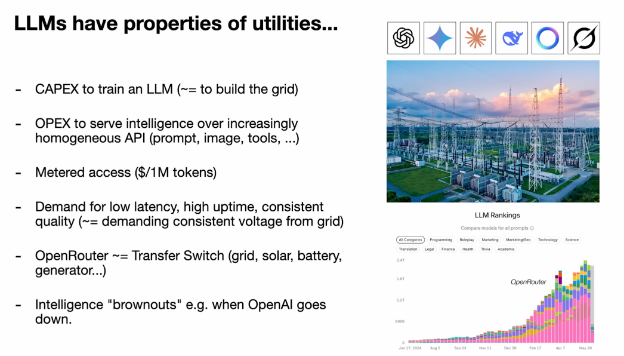 LLMs have properties of utilities...
- CAPEX to train an LLM (~= to build the grid)
- OPEX to serve intelligence over increasingly
homogeneous API (prompt, image, tools, ...)
- Metered access ($/1M tokens)
- Demand for low latency, high uptime, consistent
quality (~= demanding consistent voltage from grid)
- OpenRouter ~= Transfer Switch (grid, solar, battery,
generator...)
- Intelligence "brownouts" e.g. when OpenAI goes
down.
LLM Rankings
Compare models for all prompts
All Categories Programming Roleplay Marketing Marketing/Seo Technology Science
Translation Legal Finance Health Trivia Academia
OpenRouter